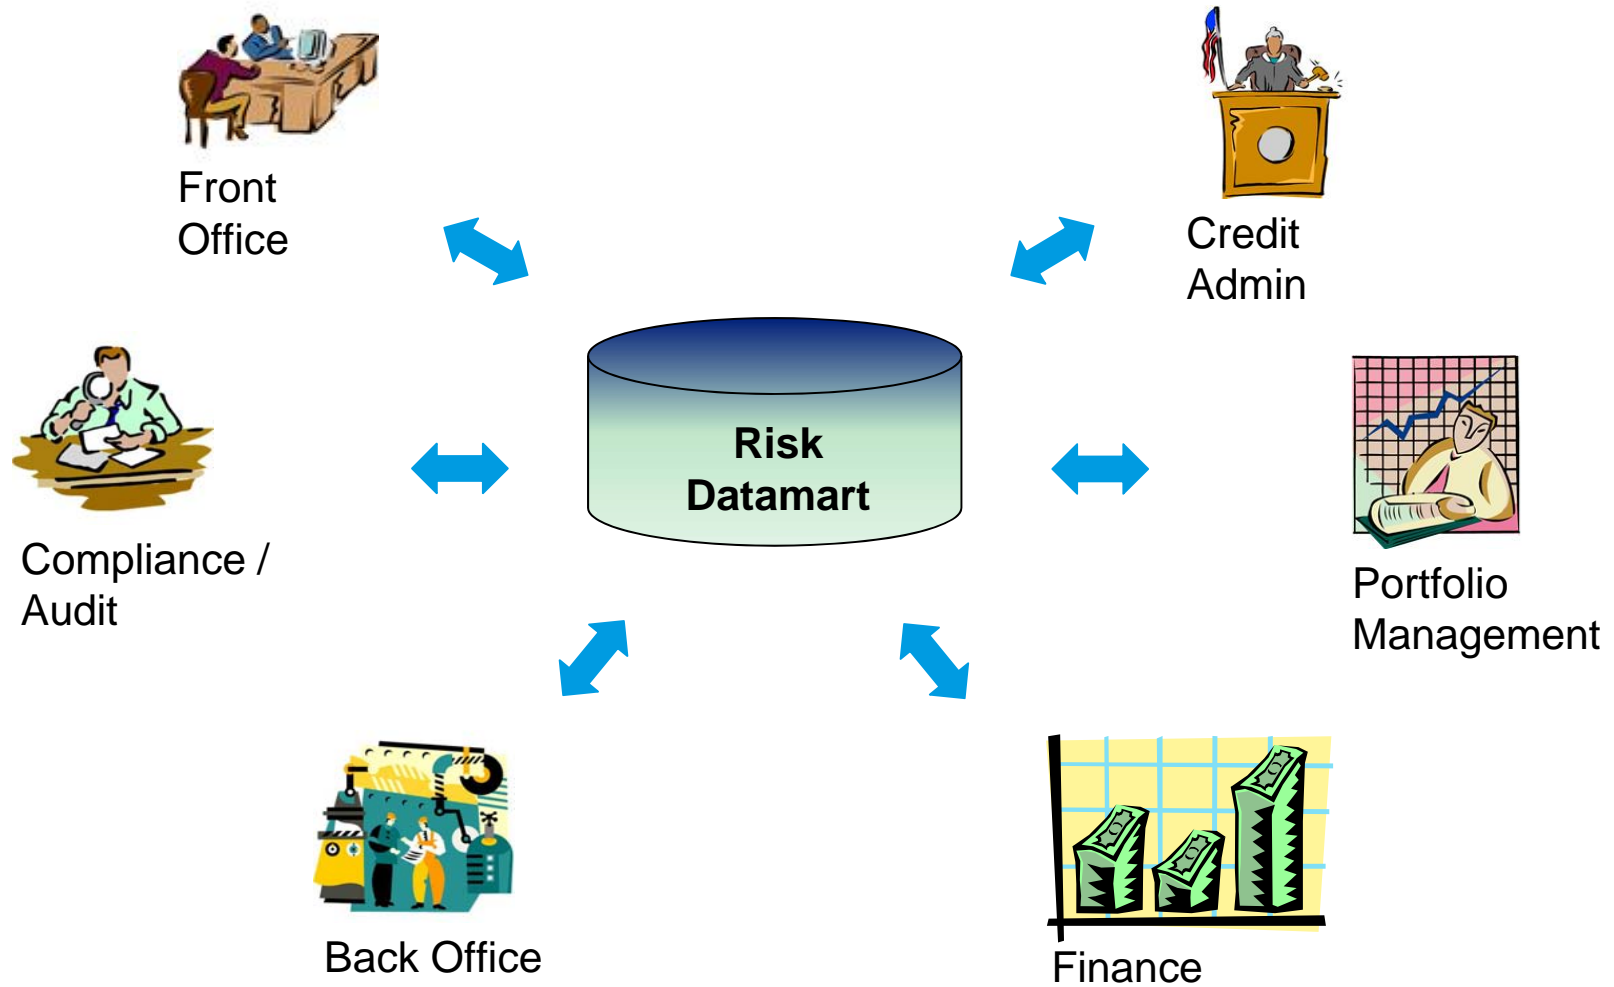 Front
Office
Credit
Admin
Risk
Datamart
Compliance /
Audit
Portfolio
Management
Back Office
Finance